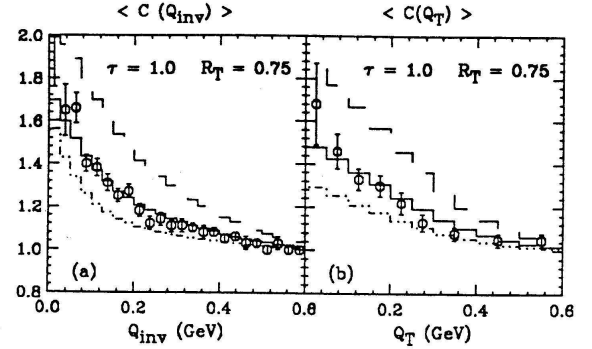 < C (Q_inv) > < C(Q_T) >
2.0
1.8
1.6
1.4
1.2
1.0
0.8
τ = 1.0 R_T = 0.75 τ = 1.0 R_T = 0.75
(a) (b)
0.0 0.2 0.4 0.0 0.2 0.4 0.6
Q_inv (GeV) Q_T (GeV)